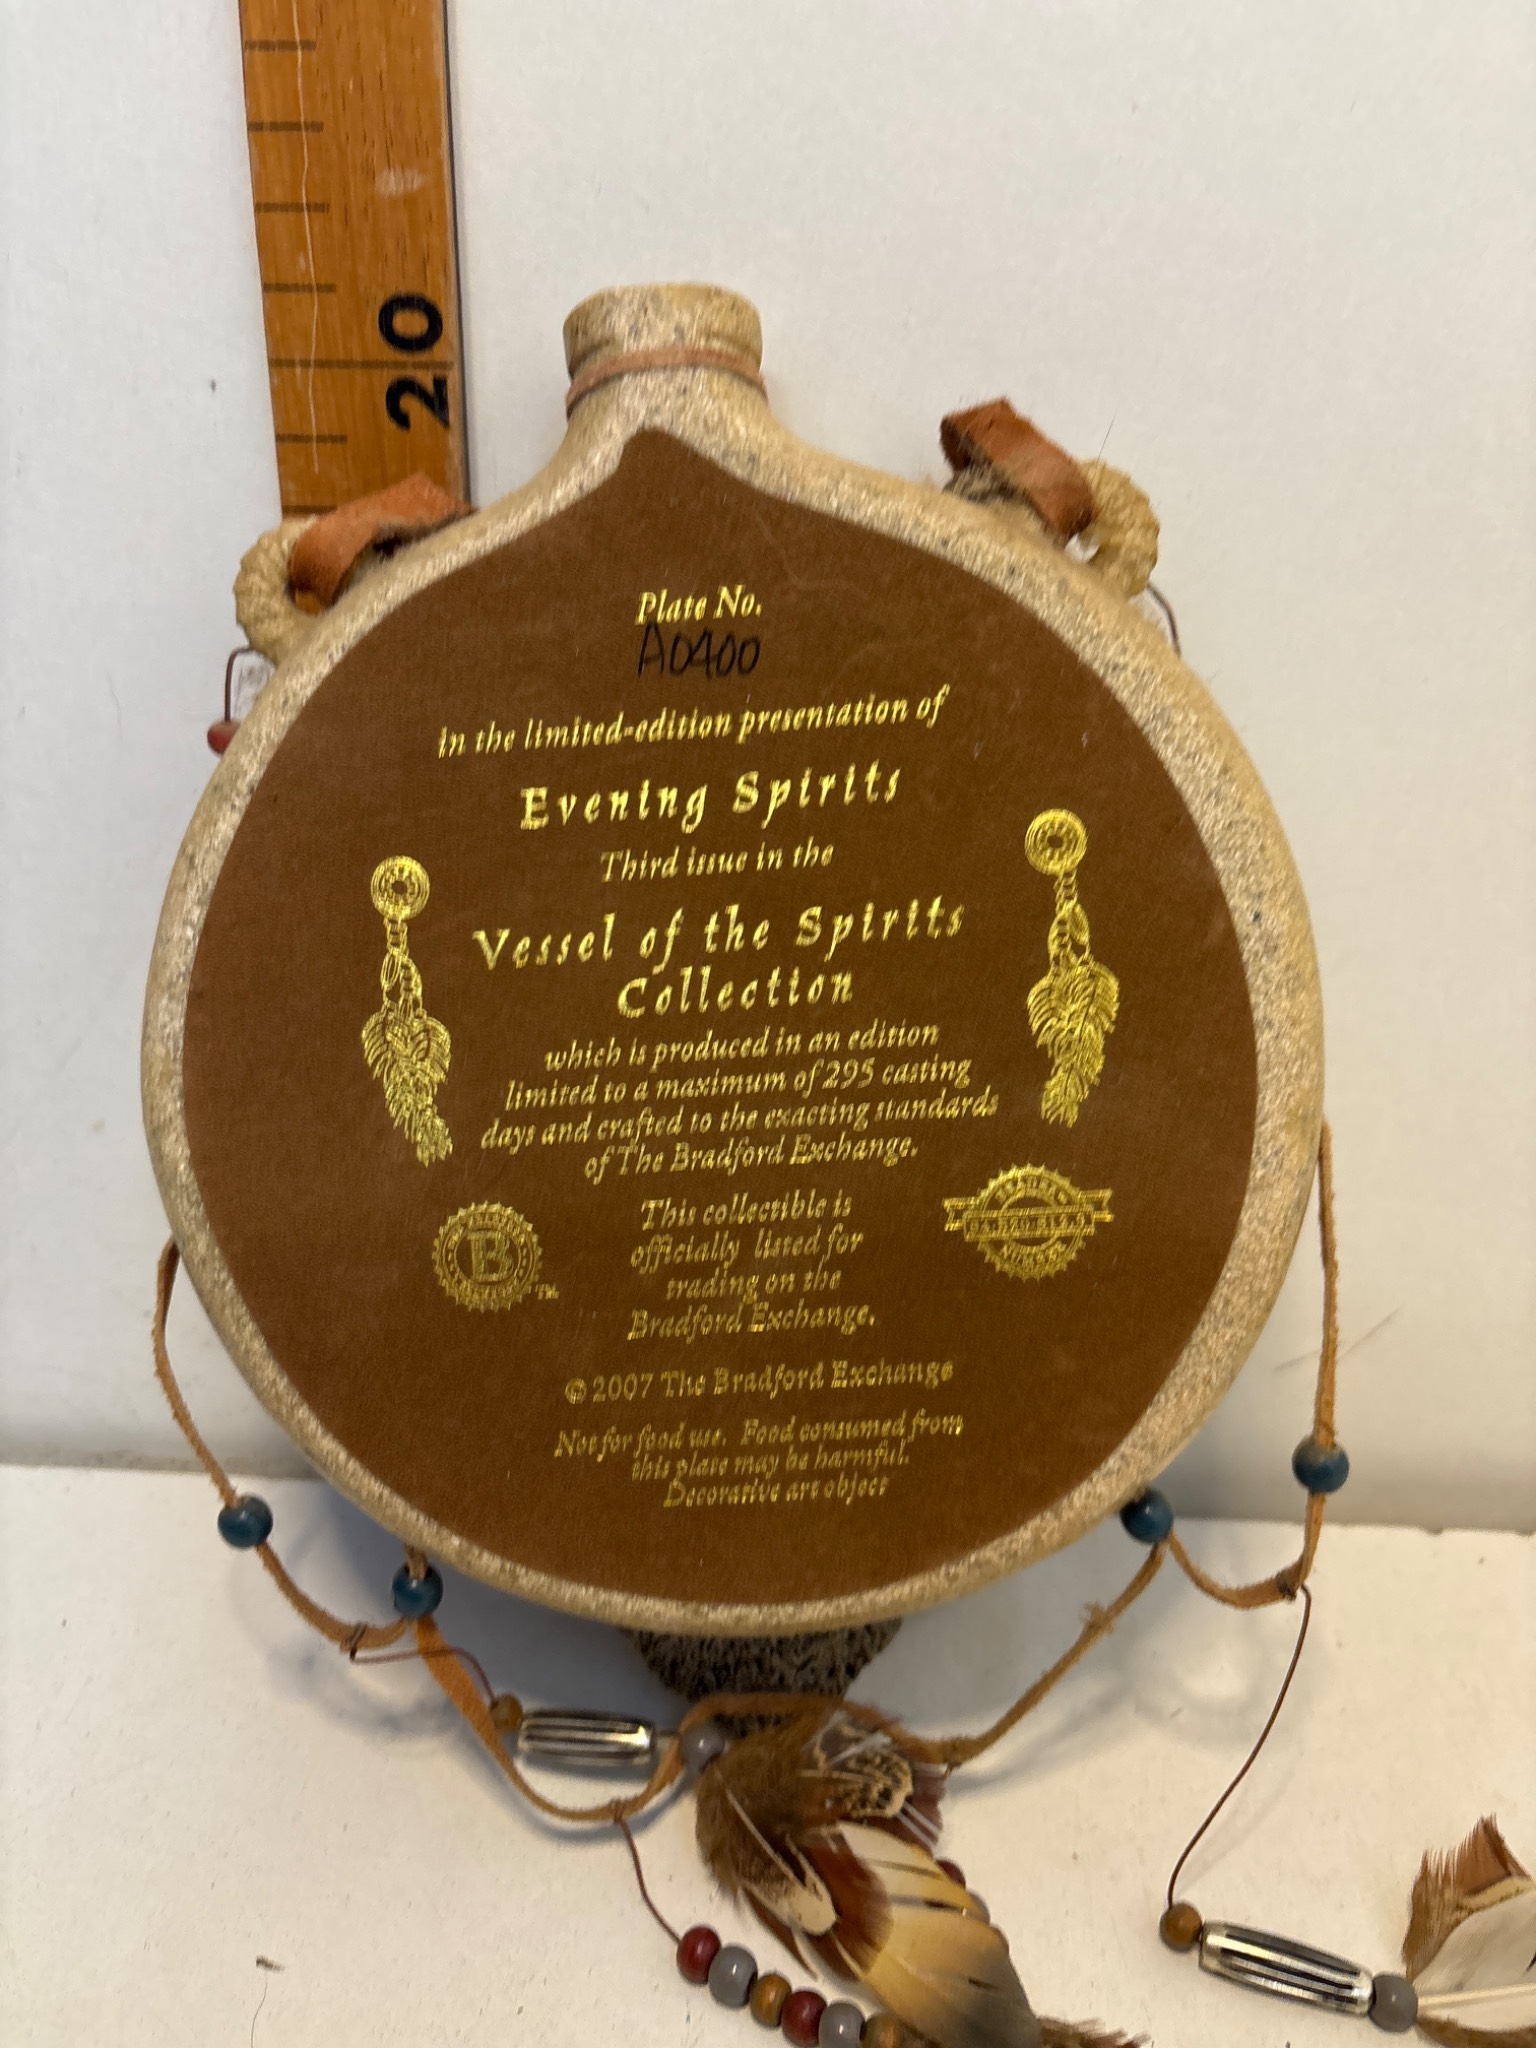 20
Plate No.
A0400
in the limited-edition presentation of
Evening Spirits
Third issue in the
Vessel of the Spirits
Collection
which is produced in an edition
limited to a maximum of 295 casting
days and crafted to the exacting standards
of The Bradford Exchange.
This collectible is
officially listed for
trading on the
Bradford Exchange.
B
TM
NUMBER
© 2007 The Bradford Exchange
Not for food use. Food consumed from
this plate may be harmful.
Decorative art object